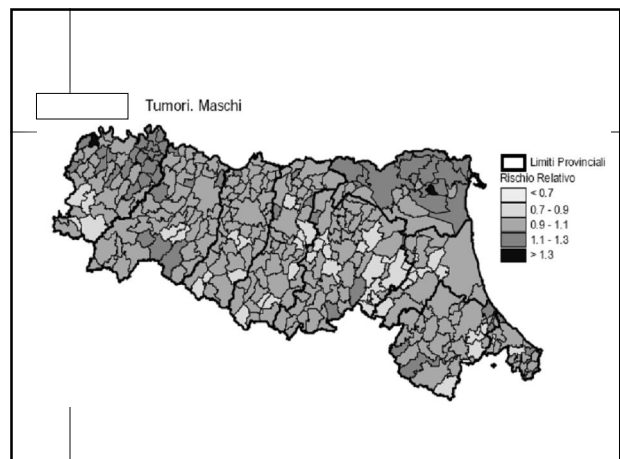 Tumori. Maschi
Limiti Provinciali
Rischio Relativo
< 0.7
0.7 - 0.9
0.9 - 1.1
1.1 - 1.3
> 1.3